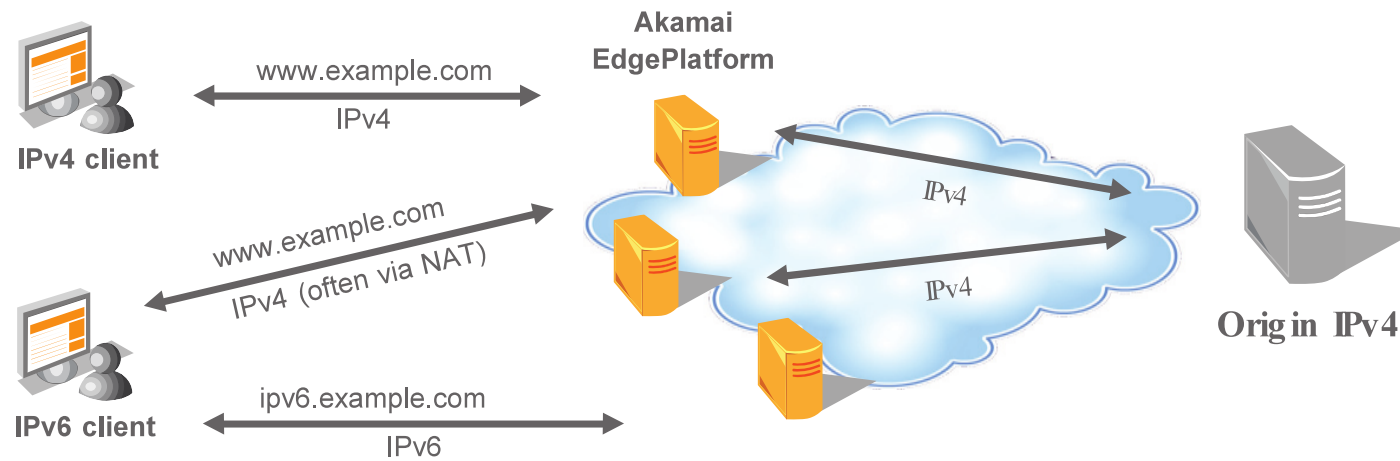 Akamai
EdgePlatform
www.example.com
IPv4
IPv4 client
IPv4
www.example.com
IPv4 (often via NAT)
IPv4
Origin IPv4
ipv6.example.com
IPv6
IPv6 client